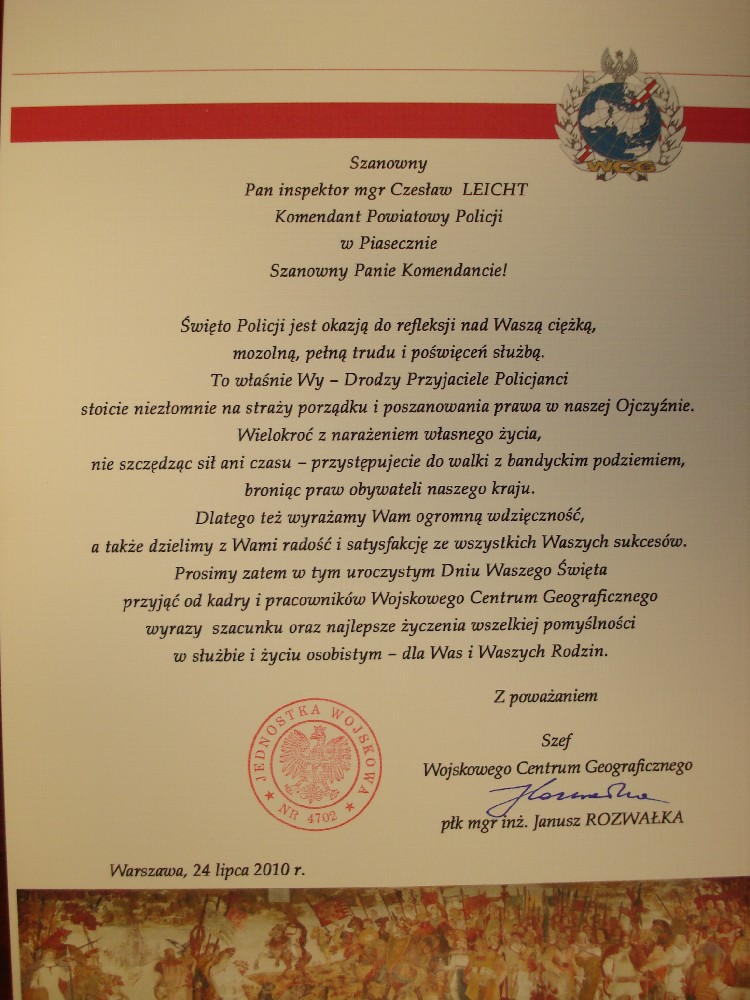 WCG
Szanowny
Pan inspektor mgr Czesław LEICHT
Komendant Powiatowy Policji
w Piasecznie
Szanowny Panie Komendancie!
Święto Policji jest okazją do refleksji nad Waszą ciężką,
mozolną, pełną trudu i poświęceń służbą.
To właśnie Wy – Drodzy Przyjaciele Policjanci
stoicie niezłomnie na straży porządku i poszanowania prawa w naszej Ojczyźnie.
Wielokroć z narażeniem własnego życia,
nie szczędząc sił ani czasu – przystępujecie do walki z bandyckim podziemiem,
broniąc praw obywateli naszego kraju.
Dlatego też wyrażamy Wam ogromną wdzięczność,
a także dzielimy z Wami radość i satysfakcję ze wszystkich Waszych sukcesów.
Prosimy zatem w tym uroczystym Dniu Waszego Święta
przyjąć od kadry i pracowników Wojskowego Centrum Geograficznego
wyrazy szacunku oraz najlepsze życzenia wszelkiej pomyślności
w służbie i życiu osobistym – dla Was i Waszych Rodzin.
Z poważaniem
Szef
Wojskowego Centrum Geograficznego
płk mgr inż. Janusz ROZWAŁKA
JEDNOSTKA WOJSKOWA
NR 4702
Warszawa, 24 lipca 2010 r.